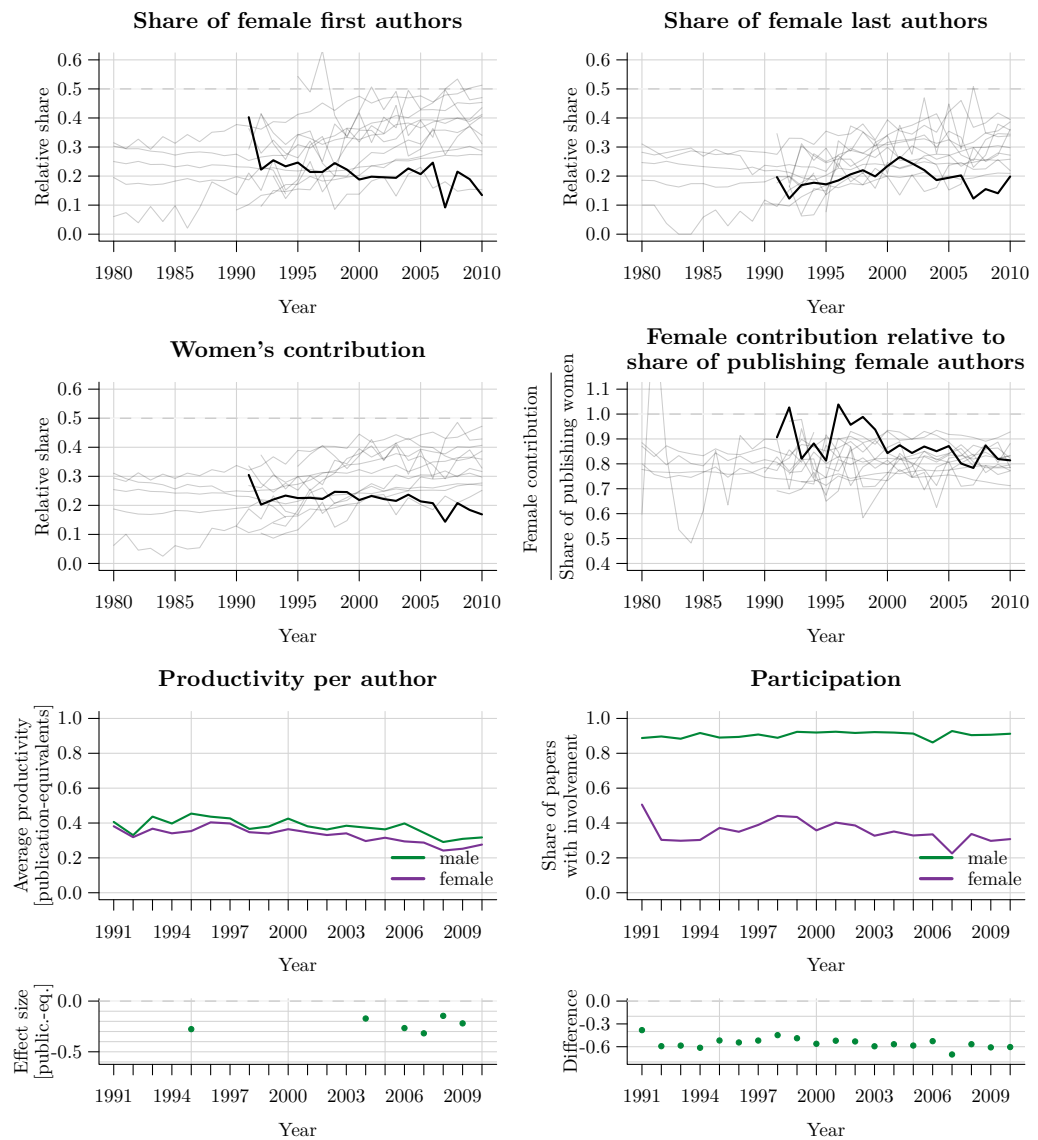 Share of female first authors
Relative share
0.6
0.5
0.4
0.3
0.2
0.1
0.0
1980 1985 1990 1995 2000 2005 2010
Year
Share of female last authors
Relative share
0.6
0.5
0.4
0.3
0.2
0.1
0.0
1980 1985 1990 1995 2000 2005 2010
Year
Women's contribution
Relative share
0.6
0.5
0.4
0.3
0.2
0.1
0.0
1980 1985 1990 1995 2000 2005 2010
Year
Female contribution relative to
share of publishing female authors
Female contribution
Share of publishing women
1.1
1.0
0.9
0.8
0.7
0.6
0.5
0.4
1980 1985 1990 1995 2000 2005 2010
Year
Productivity per author
Average productivity
[publication-equivalents]
1.0
0.8
0.6
0.4
0.2
0.0
male
female
1991 1994 1997 2000 2003 2006 2009
Year
Participation
Share of papers
with involvement
1.0
0.8
0.6
0.4
0.2
0.0
male
female
1991 1994 1997 2000 2003 2006 2009
Year
Effect size
[public.-eq.]
0.0
-0.5
1991 1994 1997 2000 2003 2006 2009
Year
Difference
0.0
-0.3
-0.6
1991 1994 1997 2000 2003 2006 2009
Year